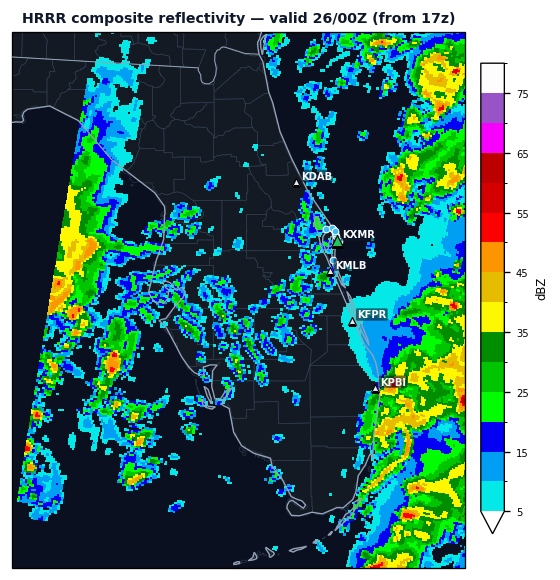 HRRR composite reflectivity — valid 26/00Z (from 17z)
KDAB
KXMR
KMLB
KFPR
KPBI
75
65
55
45
35
25
15
5
dBZ